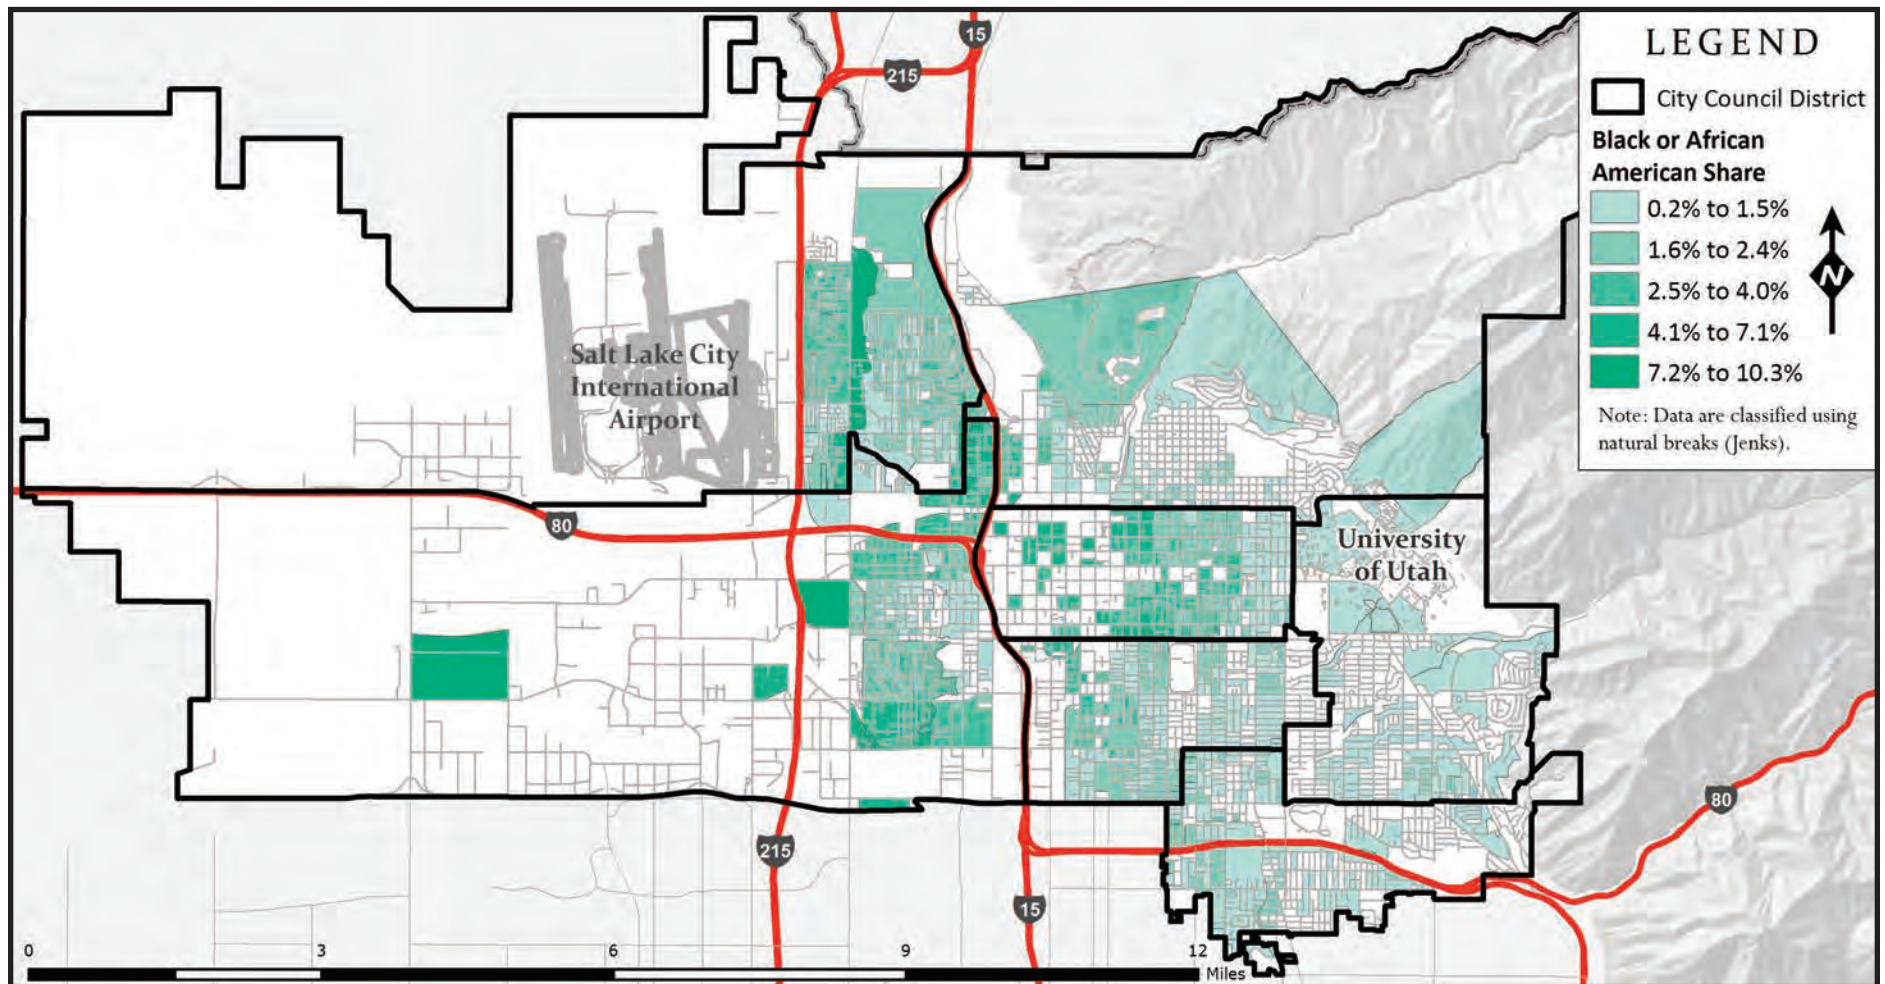 15
215
LEGEND
City Council District
Black or African
American Share
0.2% to 1.5%
1.6% to 2.4%
2.5% to 4.0%
4.1% to 7.1%
7.2% to 10.3%
N
Note: Data are classified using
natural breaks (Jenks).
Salt Lake City
International
Airport
80
University
of Utah
80
215
15
0 3 6 9 12
Miles